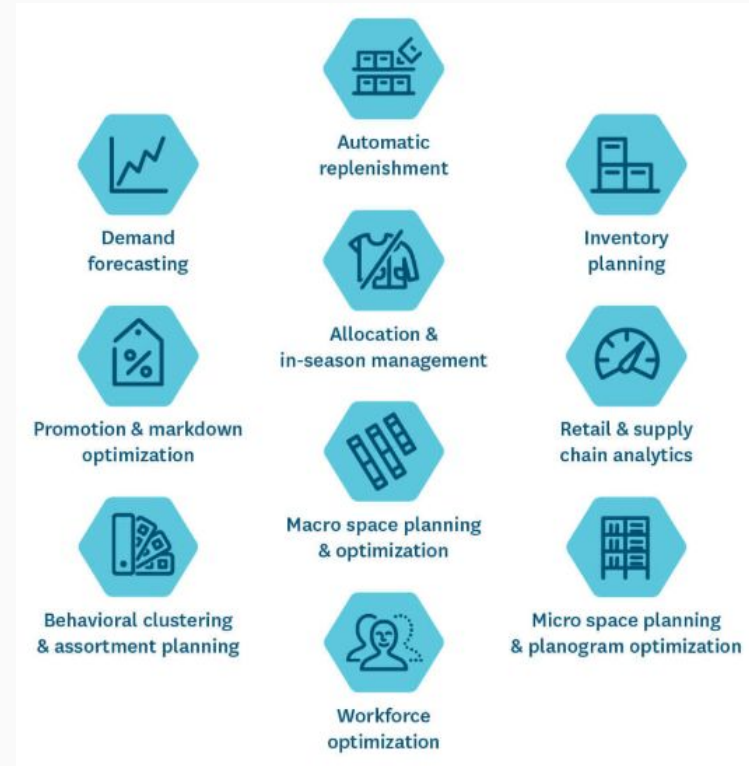 Automatic
replenishment
Demand
forecasting
Inventory
planning
Allocation &
in-season management
Promotion & markdown
optimization
Retail & supply
chain analytics
Macro space planning
& optimization
Behavioral clustering
& assortment planning
Micro space planning
& planogram optimization
Workforce
optimization